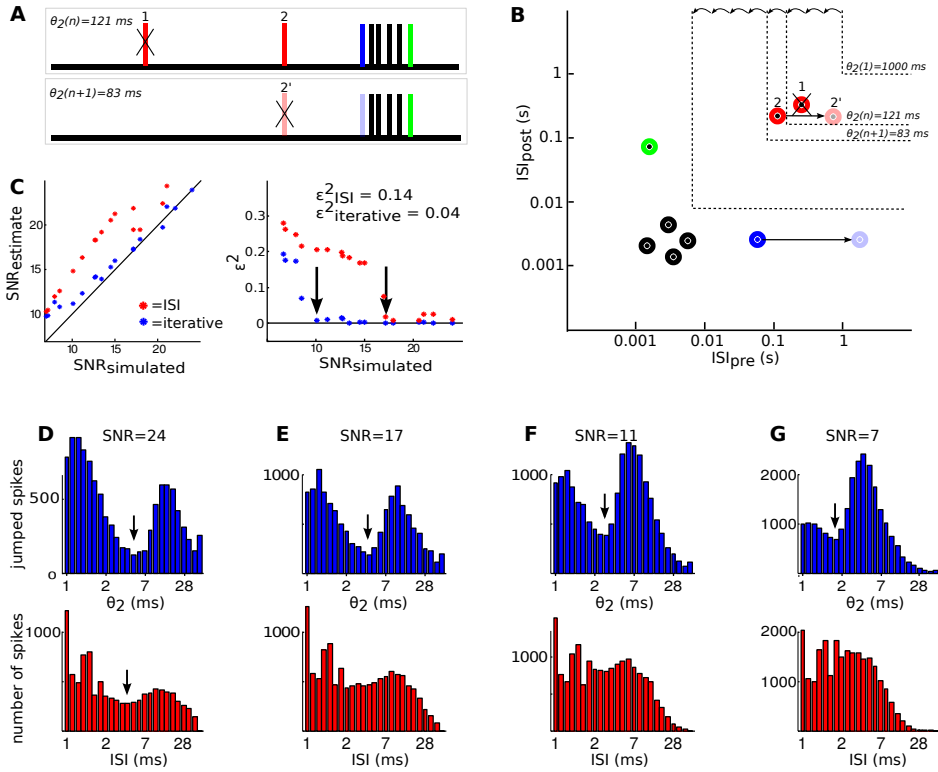 A
θ2(n)=121 ms
1
2
θ2(n+1)=83 ms
2'
B
ISIpost (s)
1
0.1
0.01
0.001
0.001
0.01
0.1
1
ISIpre (s)
θ2(1)=1000 ms
1
2
2'
θ2(n)=121 ms
θ2(n+1)=83 ms
C
SNRestimate
20
15
10
10
15
20
SNRsimulated
*=ISI
*=iterative
ε2
0.3
0.2
0.1
0
10
15
20
SNRsimulated
ε2ISI = 0.14
ε2iterative = 0.04
D
SNR=24
jumped spikes
500
0
1
2
7
28
θ2 (ms)
number of spikes
1000
1
2
7
28
ISI (ms)
E
SNR=17
1000
1
2
7
28
θ2 (ms)
1000
1
2
7
28
ISI (ms)
F
SNR=11
1000
1
2
7
28
θ2 (ms)
1000
1
2
7
28
ISI (ms)
G
SNR=7
2000
1000
1
2
7
28
θ2 (ms)
2000
1000
1
2
7
28
ISI (ms)